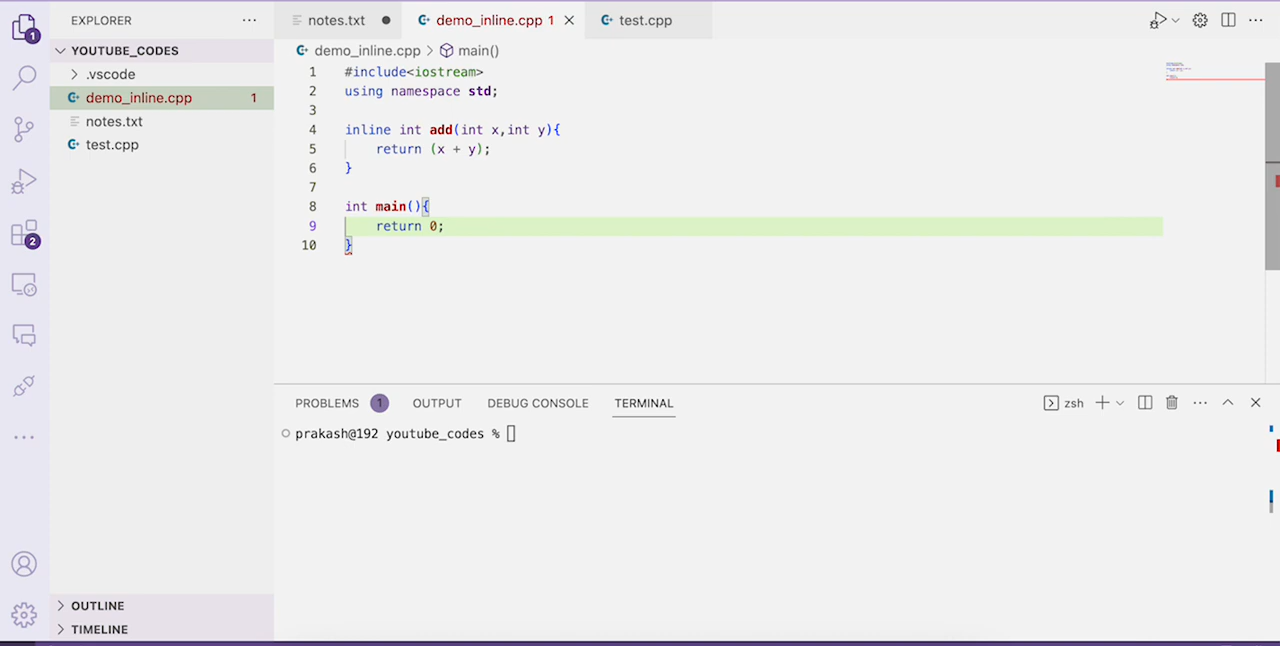 1
2
EXPLORER ...
YOUTUBE_CODES
.vscode
demo_inline.cpp 1
notes.txt
test.cpp
OUTLINE
TIMELINE
notes.txt
demo_inline.cpp 1
test.cpp
demo_inline.cpp > main()
1 #include<iostream>
2 using namespace std;
3
4 inline int add(int x,int y){
5 return (x + y);
6 }
7
8 int main(){
9 return 0;
10 }
PROBLEMS 1 OUTPUT DEBUG CONSOLE TERMINAL
zsh
prakash@192 youtube_codes %